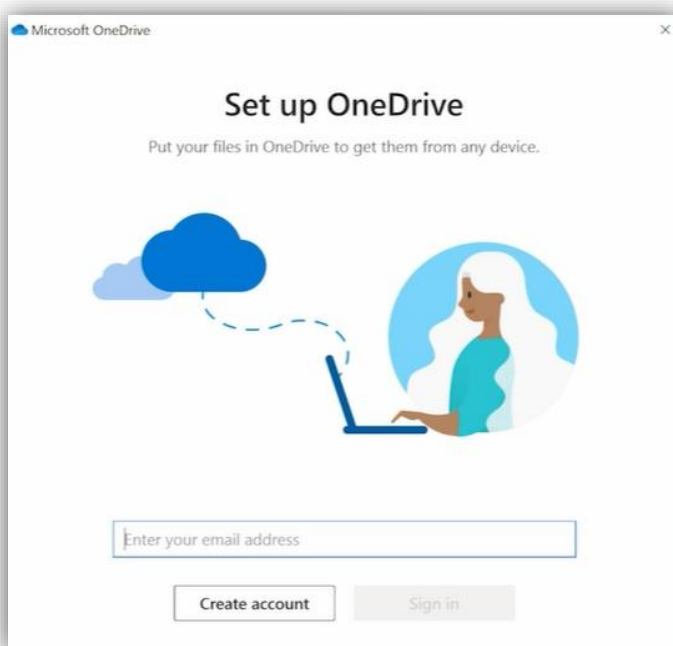 Microsoft OneDrive
Set up OneDrive
Put your files in OneDrive to get them from any device.
Enter your email address
Create account
Sign in